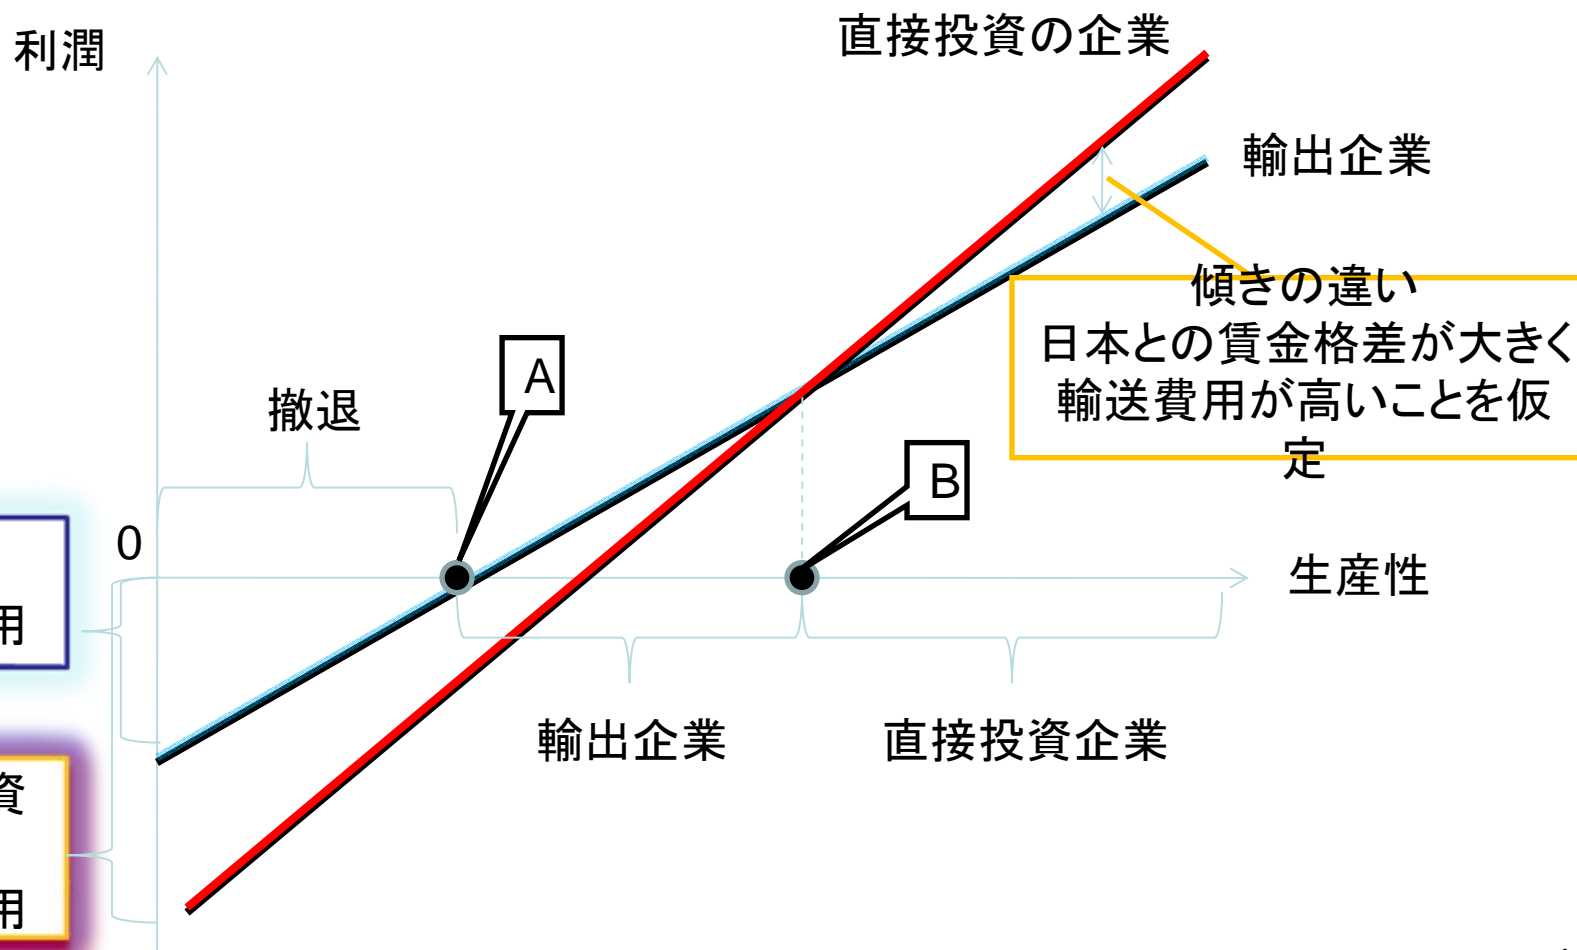 利潤
直接投資の企業
輸出企業
傾きの違い
日本との賃金格差が大きく
輸送費用が高いことを仮
定
A
撤退
B
0
生産性
用
輸出企業
直接投資企業
資
用